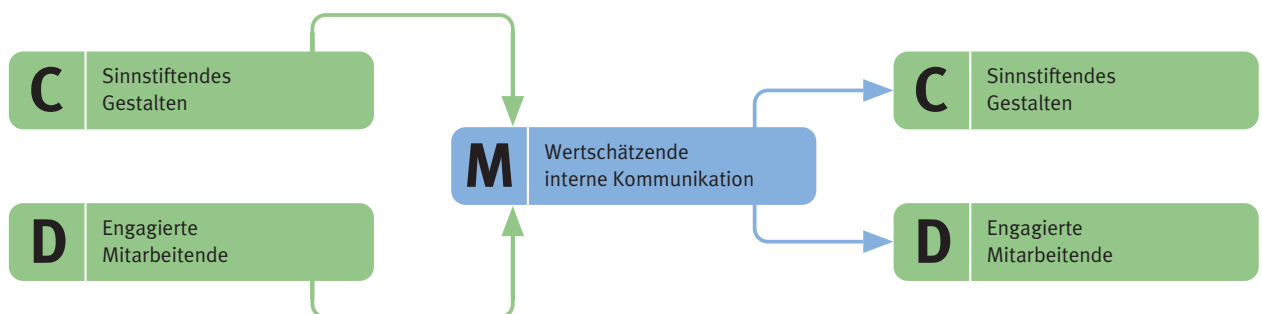 C
Sinnstiftendes
Gestalten
D
Engagierte
Mitarbeitende
M
Wertschätzende
interne Kommunikation
C
Sinnstiftendes
Gestalten
D
Engagierte
Mitarbeitende